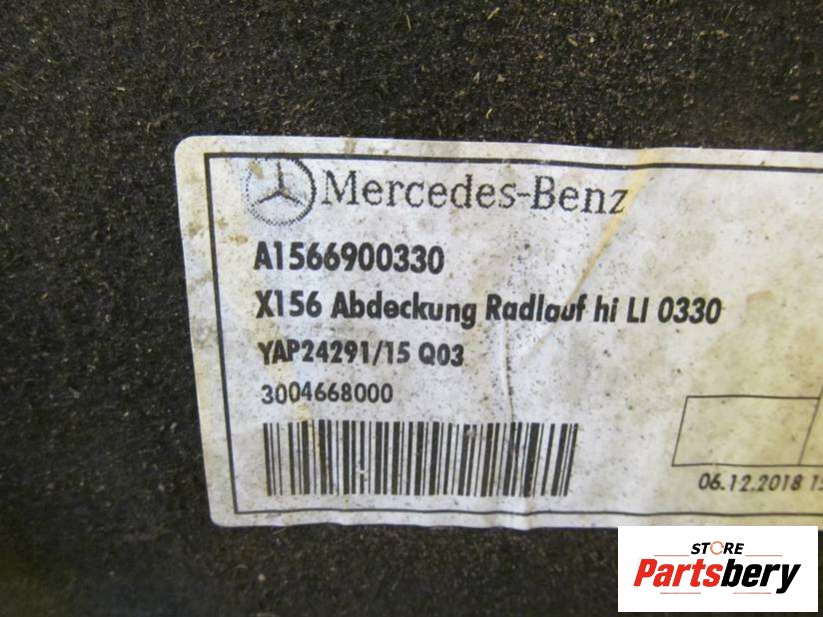 Mercedes-Benz
A1566900330
X156 Abdeckung Radlauf hi LI 0330
YAP24291/15 Q03
3004668000
06.12.2018
STORE
Partsbery